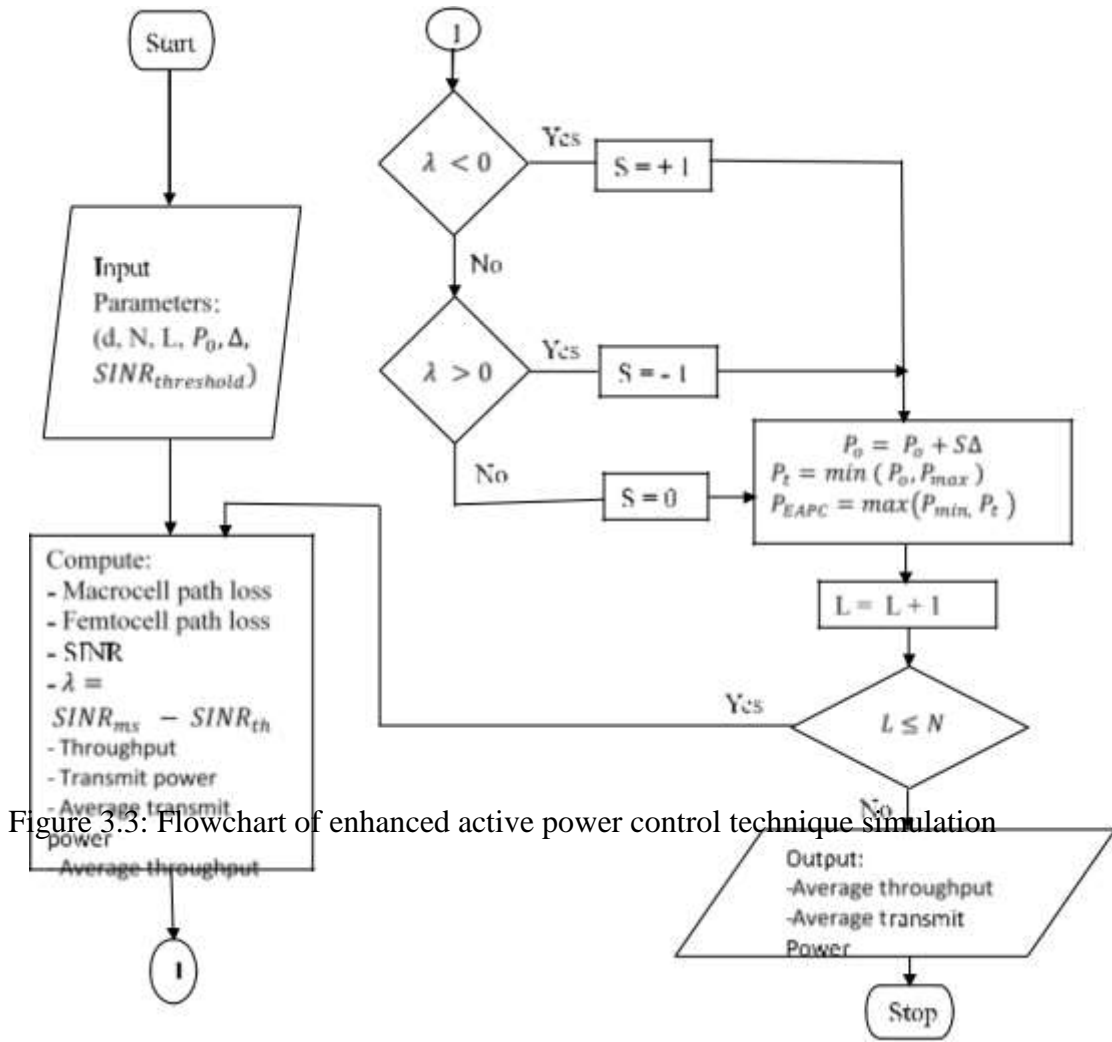 Start
Input
Parameters:
(d, N, L, P₀, Δ,
SINR_threshold)
Compute:
- Macrocell path loss
- Femtocell path loss
- SINR
- λ =
SINR_ms − SINR_th
- Throughput
- Transmit power
- Average transmit
power
- Average throughput
1
1
λ < 0
Yes
S = + 1
No
λ > 0
Yes
S = - 1
No
S = 0
P_o = P_o + SΔ
P_t = min ( P_o, P_max )
P_EAPC = max(P_min, P_t )
L = L + 1
L ≤ N
Yes
No
Figure 3.3: Flowchart of enhanced active power control technique simulation
Output:
-Average throughput
-Average transmit
Power
Stop